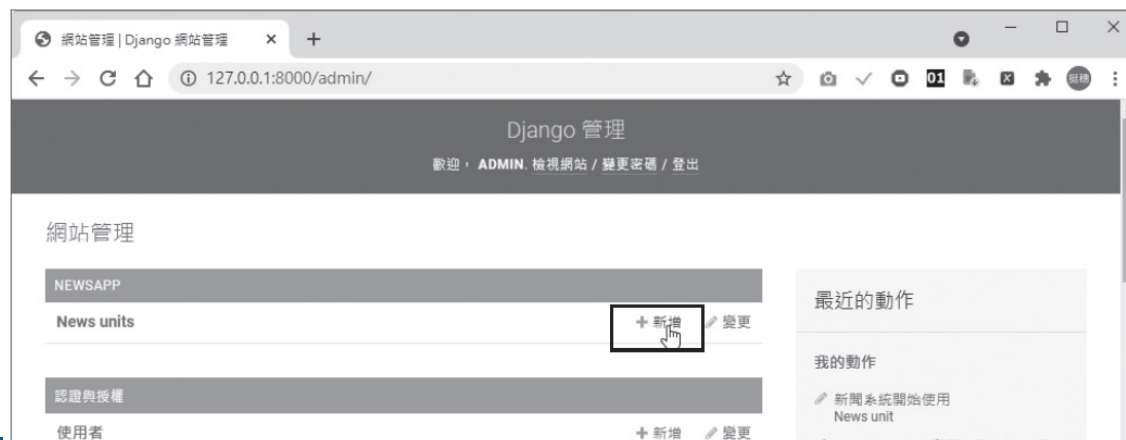 網站管理 | Django 網站管理
127.0.0.1:8000/admin/
01
紙穗
Django 管理
歡迎， ADMIN. 檢視網站 / 變更密碼 / 登出
網站管理
NEWSAPP
News units
新增
變更
認證與授權
使用者
新增
變更
最近的動作
我的動作
新聞系統開始使用
News unit